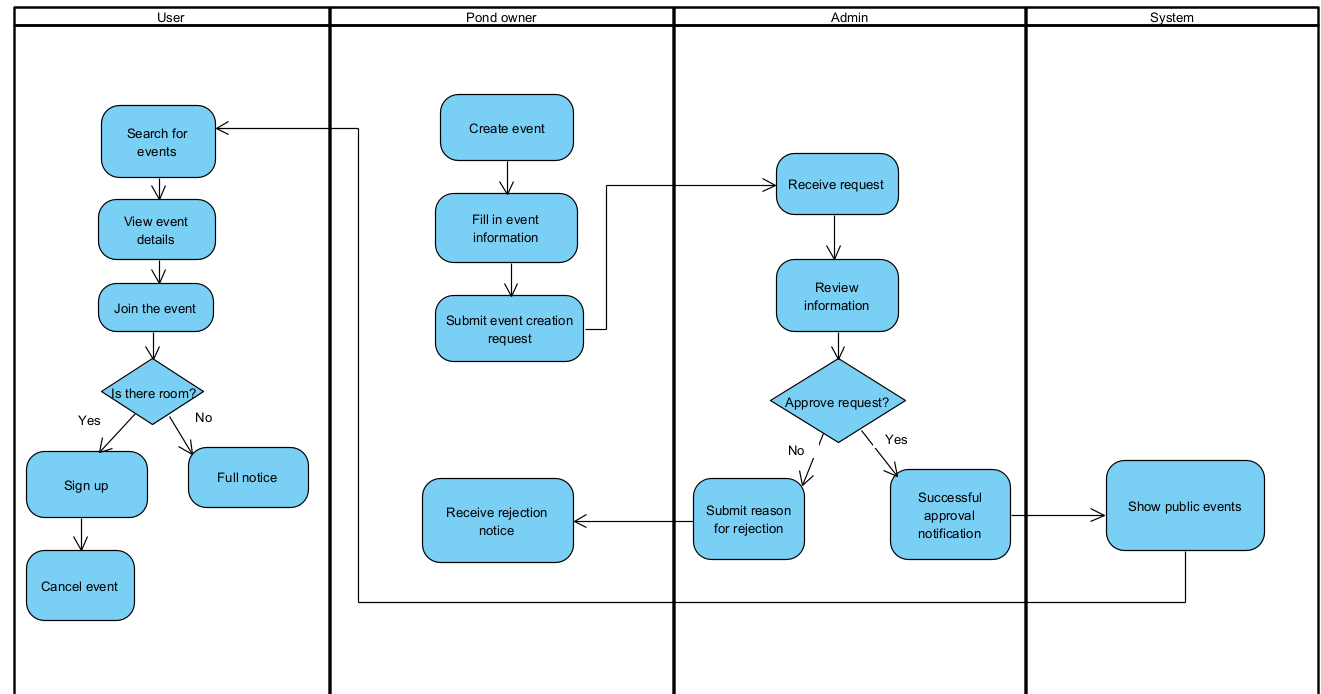 User
Pond owner
Admin
System
Search for
events
View event
details
Join the event
Is there room?
Yes
No
Sign up
Full notice
Cancel event
Create event
Fill in event
information
Submit event creation
request
Receive rejection
notice
Receive request
Review
information
Approve request?
No
Yes
Submit reason
for rejection
Successful
approval
notification
Show public events